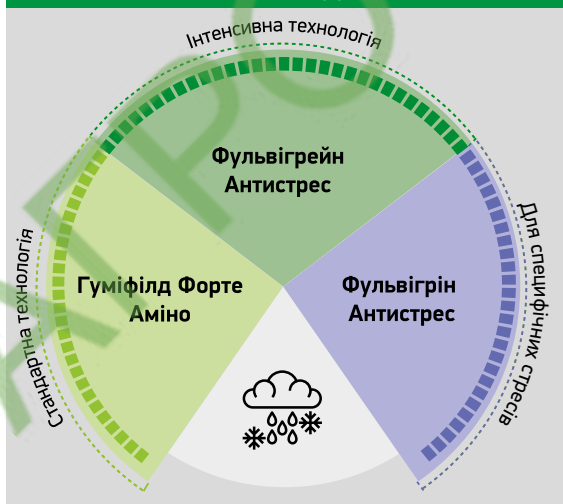 Інтенсивна технологія
Фульвігрейн
Антистрес
Стандартна технологія
Гуміфілд Форте
Аміно
Фульвігрін
Антистрес
Для специфічних стресів